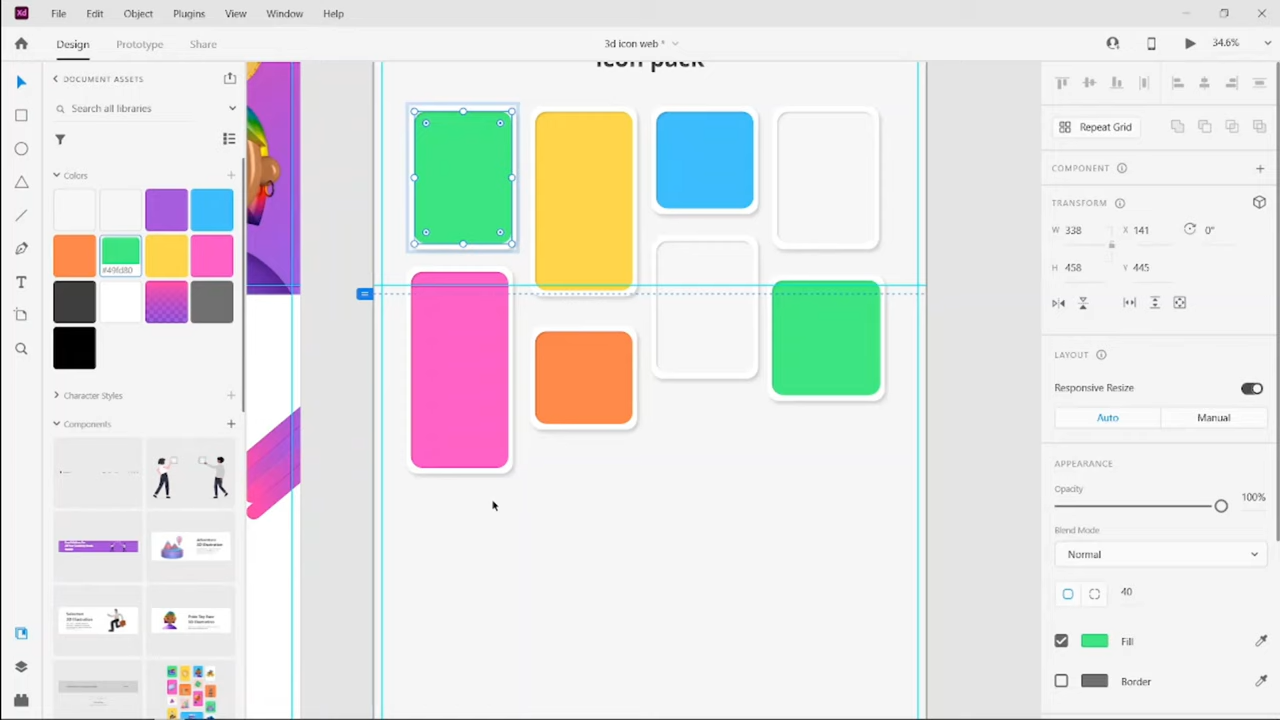 Xd File Edit Object Plugins View Window Help
Design Prototype Share
3d icon web *
34.6%
DOCUMENT ASSETS
Search all libraries
Colors
#49fd80
Character Styles
Components
Icon pack
Repeat Grid
COMPONENT
TRANSFORM
W 338 X 141 0°
H 458 Y 445
LAYOUT
Responsive Resize
Auto Manual
APPEARANCE
Opacity
100%
Blend Mode
Normal
40
Fill
Border